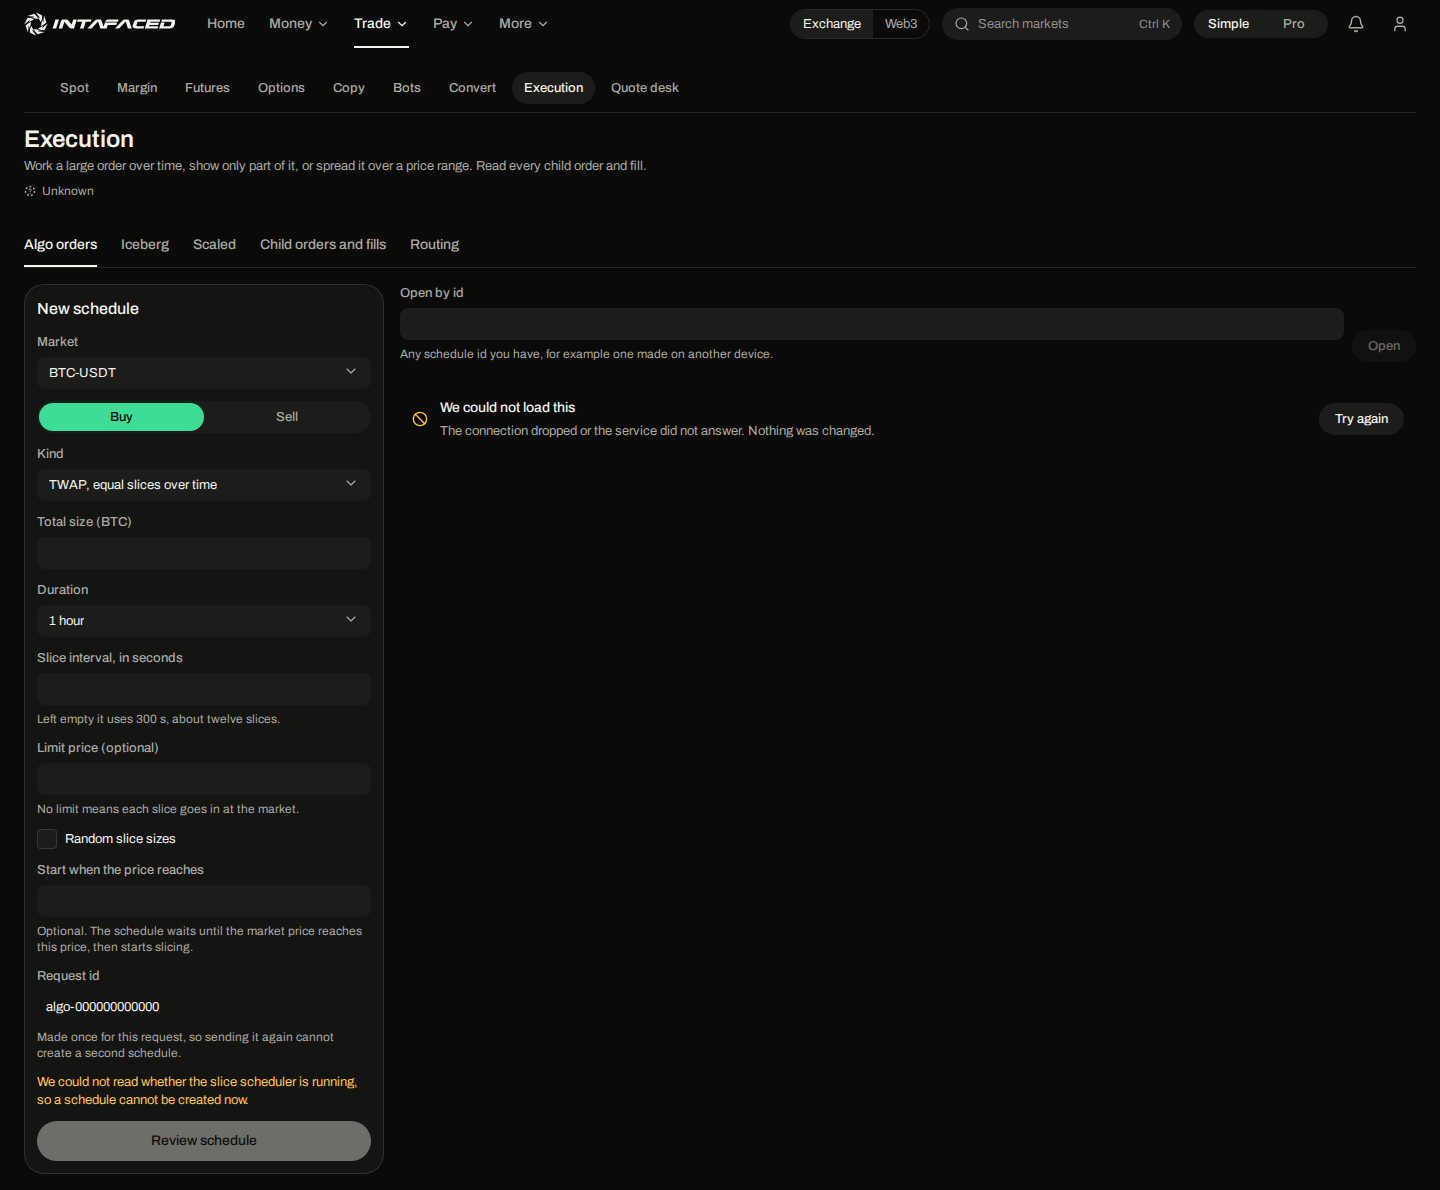 INTAFACED
Home
Money
Trade
Pay
More
Exchange
Web3
Search markets
Ctrl K
Simple
Pro
Spot
Margin
Futures
Options
Copy
Bots
Convert
Execution
Quote desk
Execution
Work a large order over time, show only part of it, or spread it over a price range. Read every child order and fill.
Unknown
Algo orders
Iceberg
Scaled
Child orders and fills
Routing
New schedule
Market
BTC-USDT
Buy
Sell
Kind
TWAP, equal slices over time
Total size (BTC)
Duration
1 hour
Slice interval, in seconds
Left empty it uses 300 s, about twelve slices.
Limit price (optional)
No limit means each slice goes in at the market.
Random slice sizes
Start when the price reaches
Optional. The schedule waits until the market price reaches
this price, then starts slicing.
Request id
algo-000000000000
Made once for this request, so sending it again cannot
create a second schedule.
We could not read whether the slice scheduler is running,
so a schedule cannot be created now.
Review schedule
Open by id
Any schedule id you have, for example one made on another device.
Open
We could not load this
The connection dropped or the service did not answer. Nothing was changed.
Try again